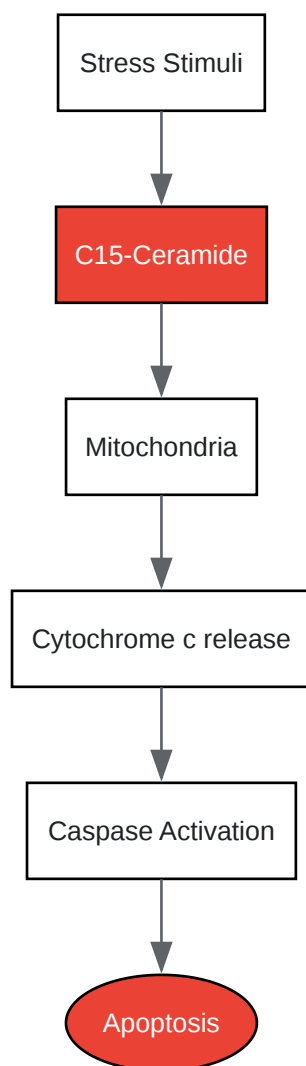 Stress Stimuli
C15-Ceramide
Mitochondria
Cytochrome c release
Caspase Activation
Apoptosis